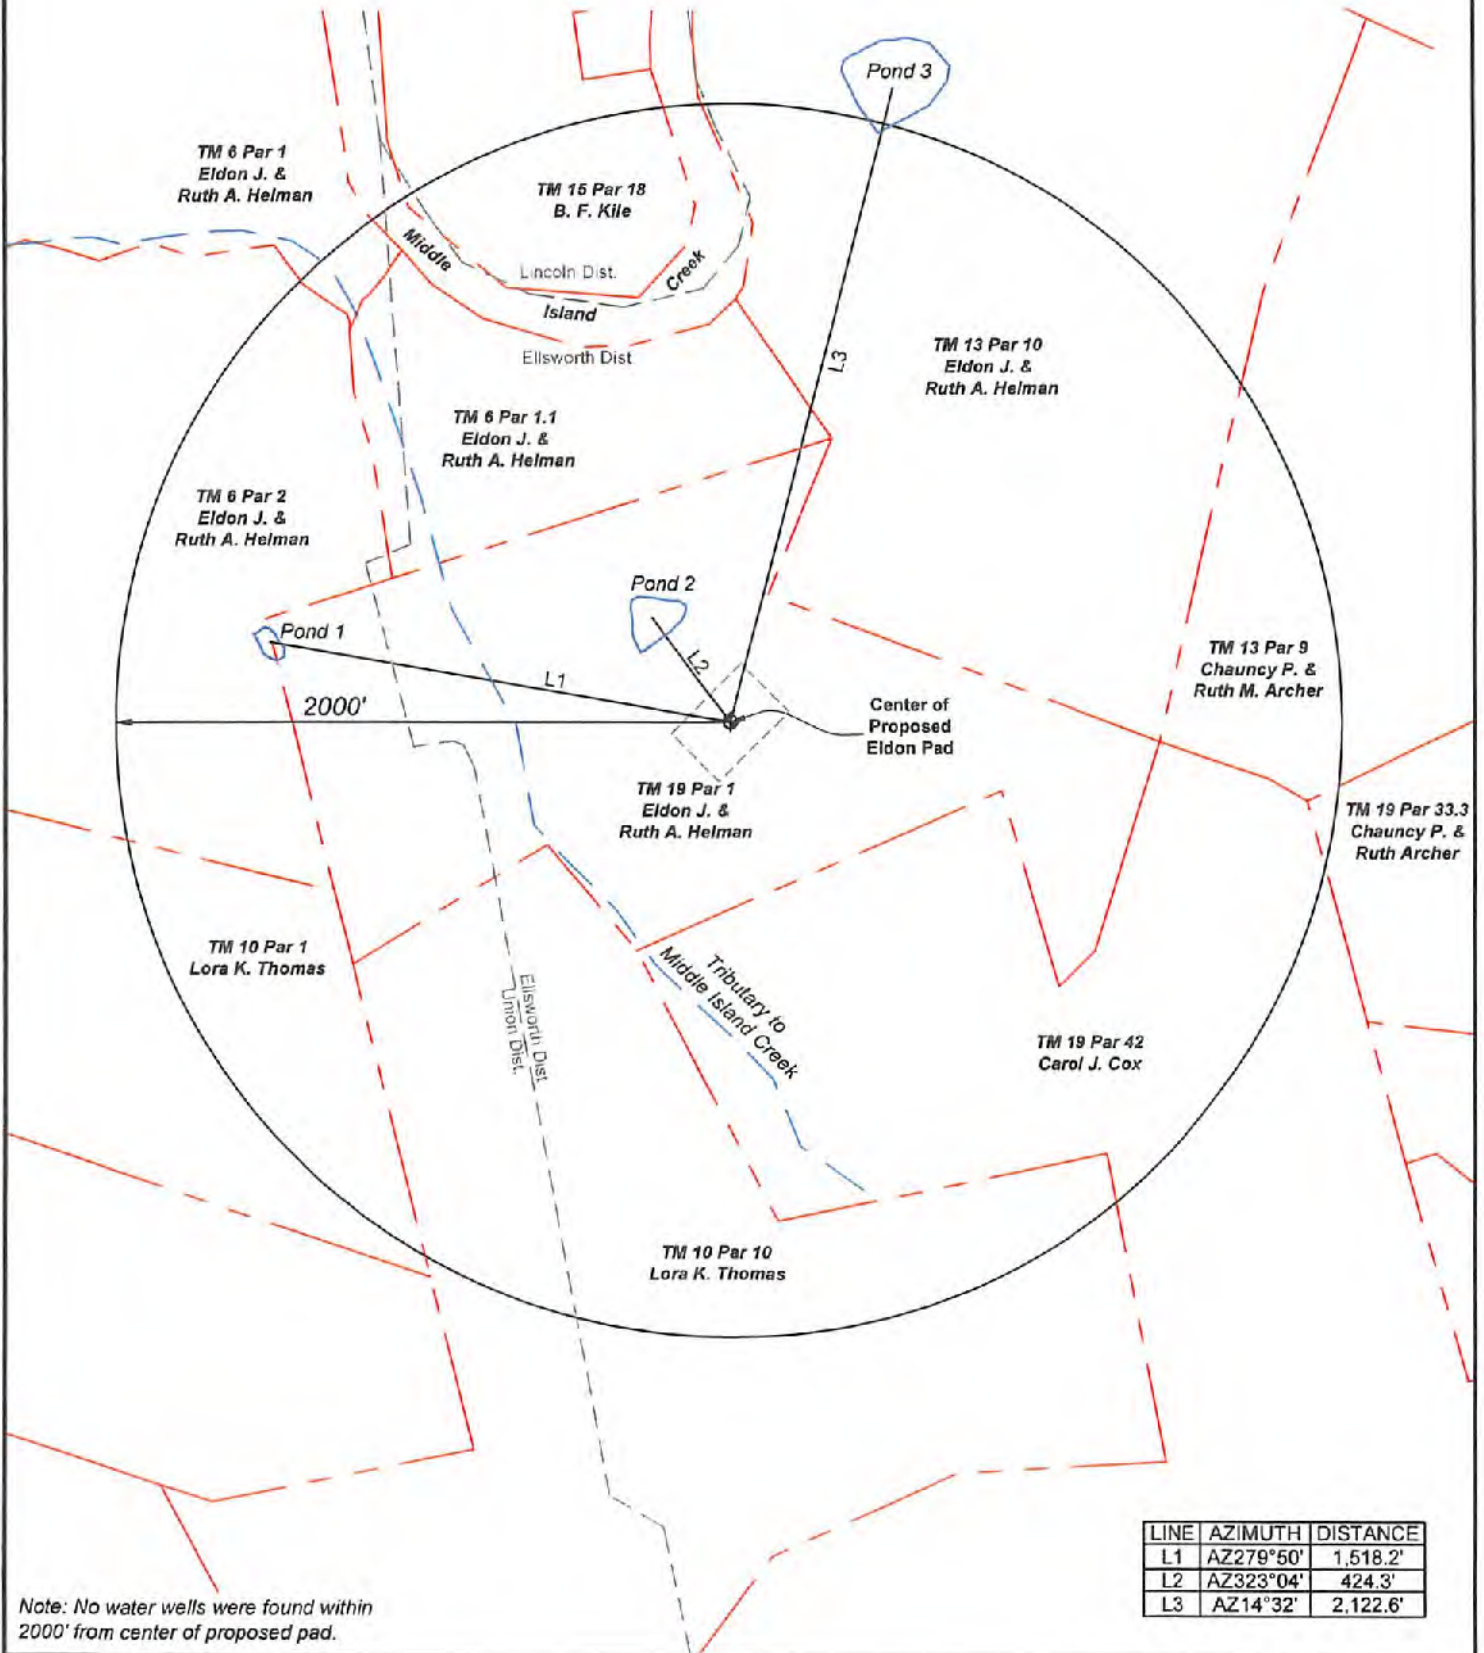 Pond 3
TM 6 Par 1
Eldon J. &
Ruth A. Helman
TM 15 Par 18
B. F. Kile
Middle
Island
Creek
Lincoln Dist.
Ellsworth Dist
L3
TM 13 Par 10
Eldon J. &
Ruth A. Helman
TM 6 Par 1.1
Eldon J. &
Ruth A. Helman
TM 6 Par 2
Eldon J. &
Ruth A. Helman
Pond 2
Pond 1
L2
L1
2000'
TM 13 Par 9
Chauncy P. &
Ruth M. Archer
Center of
Proposed
Eldon Pad
TM 19 Par 1
Eldon J. &
Ruth A. Helman
TM 19 Par 33.3
Chauncy P. &
Ruth Archer
TM 10 Par 1
Lora K. Thomas
Ellsworth Dist
Union Dist.
Tributary to
Middle Island Creek
TM 19 Par 42
Carol J. Cox
TM 10 Par 10
Lora K. Thomas
LINE AZIMUTH DISTANCE
L1 AZ279°50' 1,518.2'
L2 AZ323°04' 424.3'
L3 AZ14°32' 2,122.6'
Note: No water wells were found within
2000' from center of proposed pad.